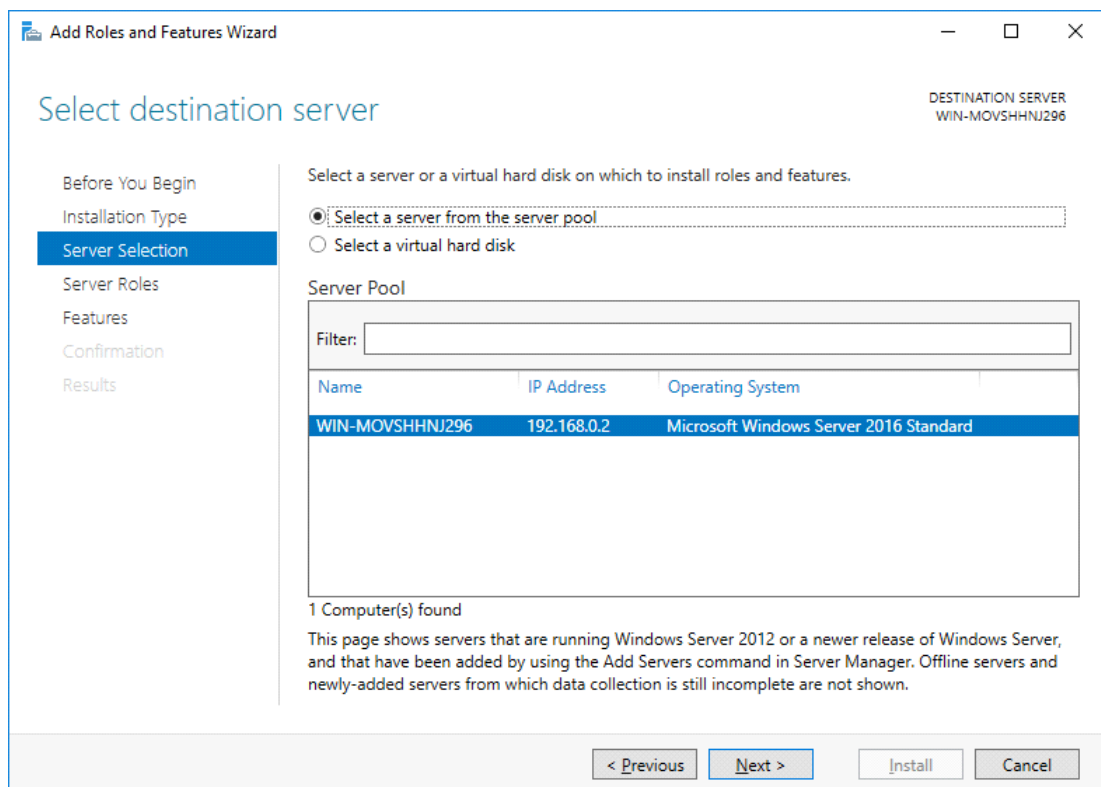 Add Roles and Features Wizard
Select destination server
DESTINATION SERVER
WIN-MOVSHHNJ296
Before You Begin
Installation Type
Server Selection
Server Roles
Features
Confirmation
Results
Select a server or a virtual hard disk on which to install roles and features.
Select a server from the server pool
Select a virtual hard disk
Server Pool
Filter:
Name IP Address Operating System
WIN-MOVSHHNJ296 192.168.0.2 Microsoft Windows Server 2016 Standard
1 Computer(s) found
This page shows servers that are running Windows Server 2012 or a newer release of Windows Server,
and that have been added by using the Add Servers command in Server Manager. Offline servers and
newly-added servers from which data collection is still incomplete are not shown.
< Previous Next > Install Cancel